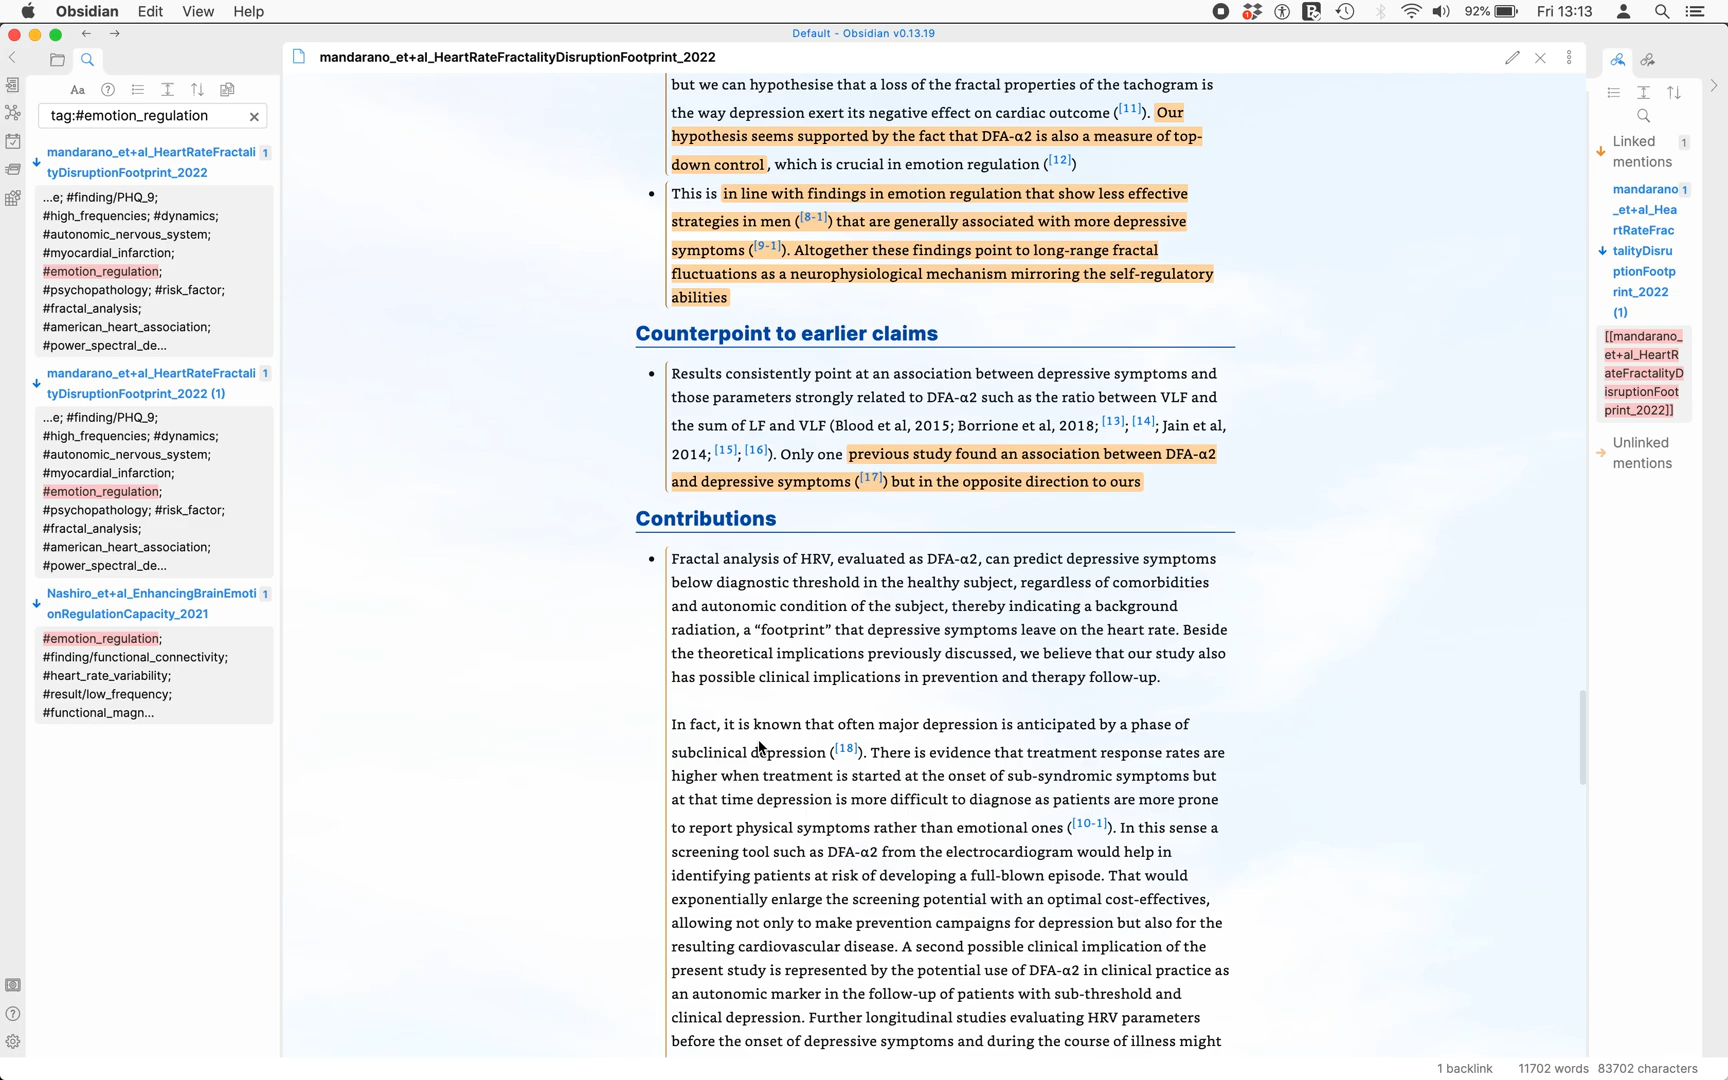 Obsidian Edit View Help
92% Fri 13:13
Default - Obsidian v0.13.19
mandarano_et+al_HeartRateFractalityDisruptionFootprint_2022
Aa
tag:#emotion_regulation
mandarano_et+al_HeartRateFractali 1
tyDisruptionFootprint_2022
...e; #finding/PHQ_9;
#high_frequencies; #dynamics;
#autonomic_nervous_system;
#myocardial_infarction;
#emotion_regulation;
#psychopathology; #risk_factor;
#fractal_analysis;
#american_heart_association;
#power_spectral_de...
mandarano_et+al_HeartRateFractali 1
tyDisruptionFootprint_2022 (1)
...e; #finding/PHQ_9;
#high_frequencies; #dynamics;
#autonomic_nervous_system;
#myocardial_infarction;
#emotion_regulation;
#psychopathology; #risk_factor;
#fractal_analysis;
#american_heart_association;
#power_spectral_de...
Nashiro_et+al_EnhancingBrainEmoti 1
onRegulationCapacity_2021
#emotion_regulation;
#finding/functional_connectivity;
#heart_rate_variability;
#result/low_frequency;
#functional_magn...
but we can hypothesise that a loss of the fractal properties of the tachogram is
the way depression exert its negative effect on cardiac outcome ([11]). Our
hypothesis seems supported by the fact that DFA-α2 is also a measure of top-
down control, which is crucial in emotion regulation ([12])
• This is in line with findings in emotion regulation that show less effective
strategies in men ([8-1]) that are generally associated with more depressive
symptoms ([9-1]). Altogether these findings point to long-range fractal
fluctuations as a neurophysiological mechanism mirroring the self-regulatory
abilities
Counterpoint to earlier claims
• Results consistently point at an association between depressive symptoms and
those parameters strongly related to DFA-α2 such as the ratio between VLF and
the sum of LF and VLF (Blood et al, 2015; Borrione et al, 2018; [13]; [14]; Jain et al,
2014; [15]; [16]). Only one previous study found an association between DFA-α2
and depressive symptoms ([17]) but in the opposite direction to ours
Contributions
• Fractal analysis of HRV, evaluated as DFA-α2, can predict depressive symptoms
below diagnostic threshold in the healthy subject, regardless of comorbidities
and autonomic condition of the subject, thereby indicating a background
radiation, a “footprint” that depressive symptoms leave on the heart rate. Beside
the theoretical implications previously discussed, we believe that our study also
has possible clinical implications in prevention and therapy follow-up.
In fact, it is known that often major depression is anticipated by a phase of
subclinical depression ([18]). There is evidence that treatment response rates are
higher when treatment is started at the onset of sub-syndromic symptoms but
at that time depression is more difficult to diagnose as patients are more prone
to report physical symptoms rather than emotional ones ([10-1]). In this sense a
screening tool such as DFA-α2 from the electrocardiogram would help in
identifying patients at risk of developing a full-blown episode. That would
exponentially enlarge the screening potential with an optimal cost-effectives,
allowing not only to make prevention campaigns for depression but also for the
resulting cardiovascular disease. A second possible clinical implication of the
present study is represented by the potential use of DFA-α2 in clinical practice as
an autonomic marker in the follow-up of patients with sub-threshold and
clinical depression. Further longitudinal studies evaluating HRV parameters
before the onset of depressive symptoms and during the course of illness might
Linked 1
mentions
mandarano 1
_et+al_Hea
rtRateFrac
talityDisru
ptionFootp
rint_2022
(1)
[[mandarano_
et+al_HeartR
ateFractalityD
isruptionFoot
print_2022]]
Unlinked
mentions
1 backlink 11702 words 83702 characters